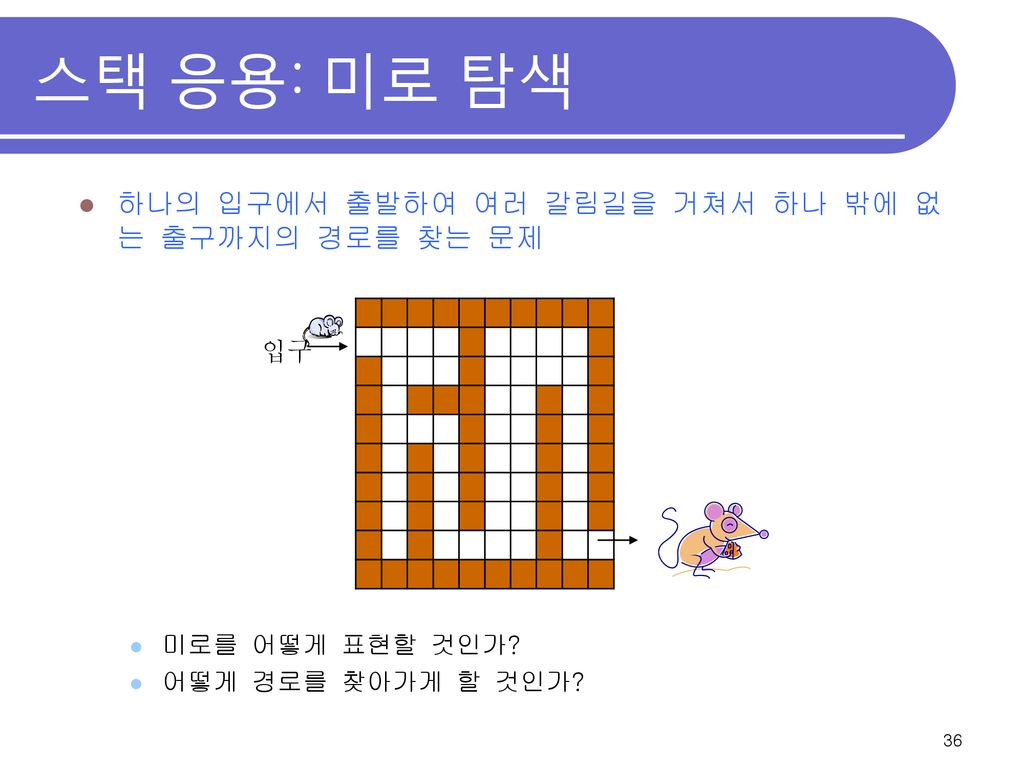 스택 응용: 미로 탐색
하나의 입구에서 출발하여 여러 갈림길을 거쳐서 하나 밖에 없
는 출구까지의 경로를 찾는 문제
입구
미로를 어떻게 표현할 것인가?
어떻게 경로를 찾아가게 할 것인가?
36